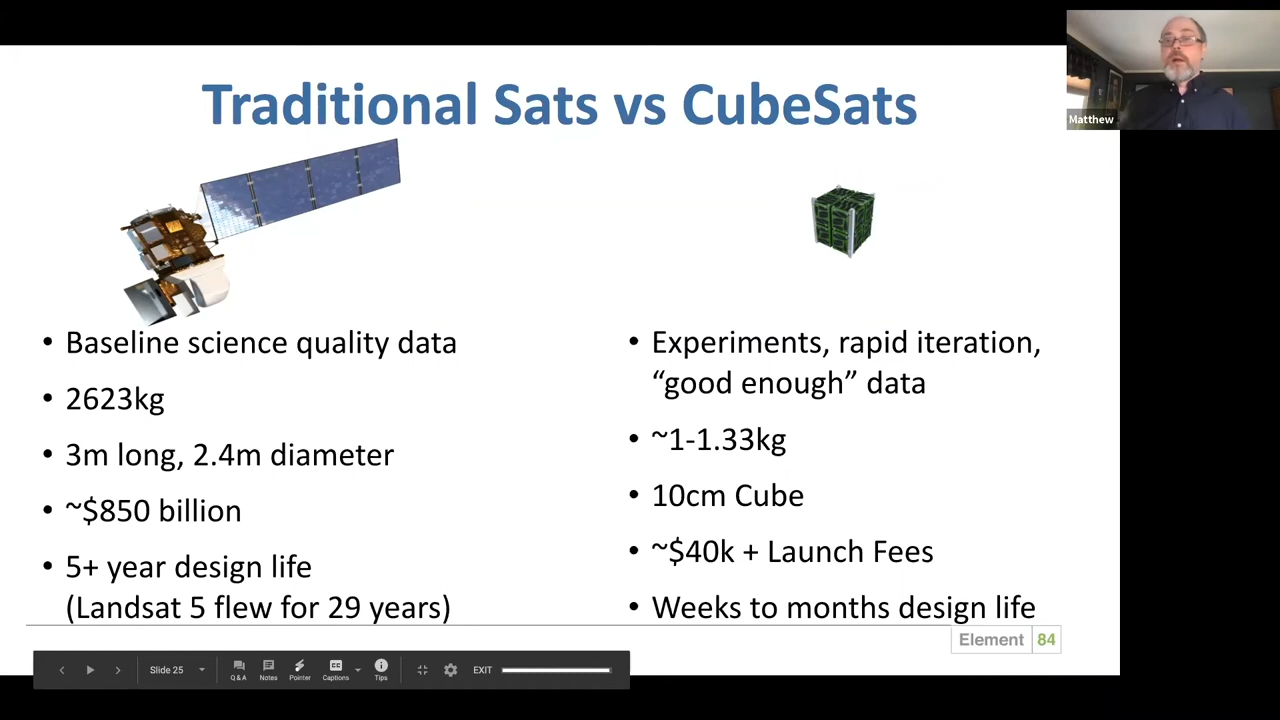 Traditional Sats vs CubeSats
Matthew
• Baseline science quality data
• 2623kg
• 3m long, 2.4m diameter
• ~$850 billion
• 5+ year design life
(Landsat 5 flew for 29 years)
• Experiments, rapid iteration,
“good enough” data
• ~1-1.33kg
• 10cm Cube
• ~$40k + Launch Fees
• Weeks to months design life
Element 84
Slide 25
Q & A
Notes
Pointer
Captions
Tips
EXIT